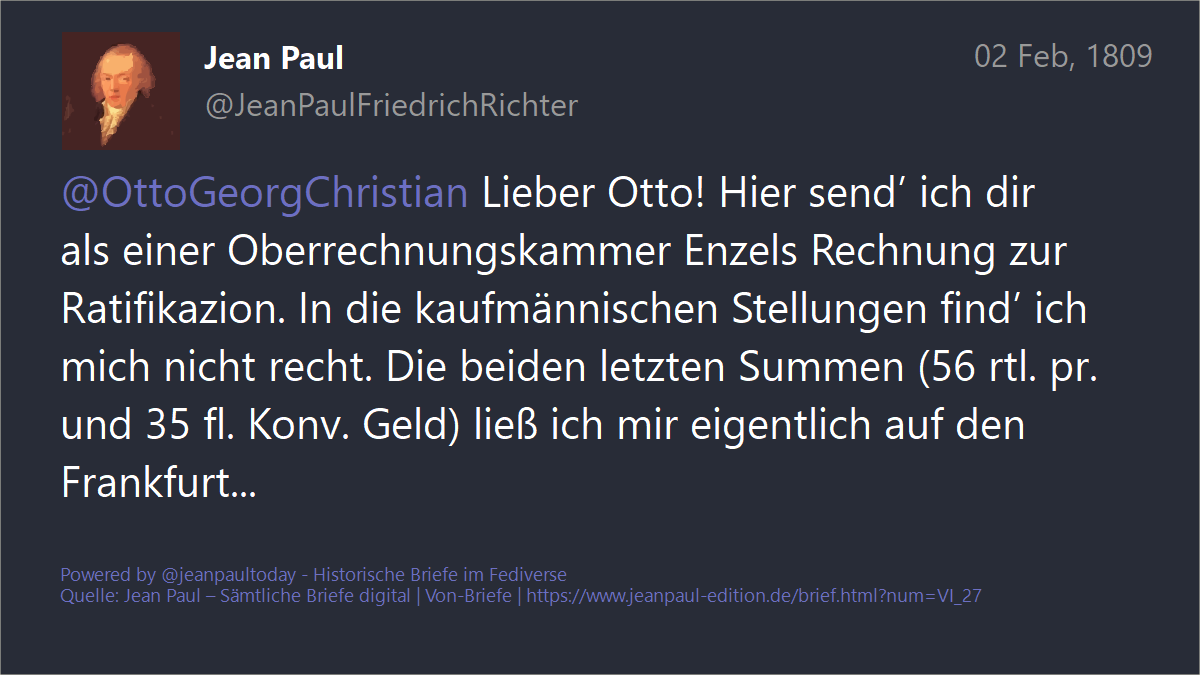 Jean Paul
02 Feb, 1809
@JeanPaulFriedrichRichter
@OttoGeorgChristian Lieber Otto! Hier send’ ich dir
als einer Oberrechnungskammer Enzels Rechnung zur
Ratifikazion. In die kaufmännischen Stellungen find’ ich
mich nicht recht. Die beiden letzten Summen (56 rtl. pr.
und 35 fl. Konv. Geld) ließ ich mir eigentlich auf den
Frankfurt...
Powered by @jeanpaultoday - Historische Briefe im Fediverse
Quelle: Jean Paul – Sämtliche Briefe digital | Von-Briefe | https://www.jeanpaul-edition.de/brief.html?num=VI_27